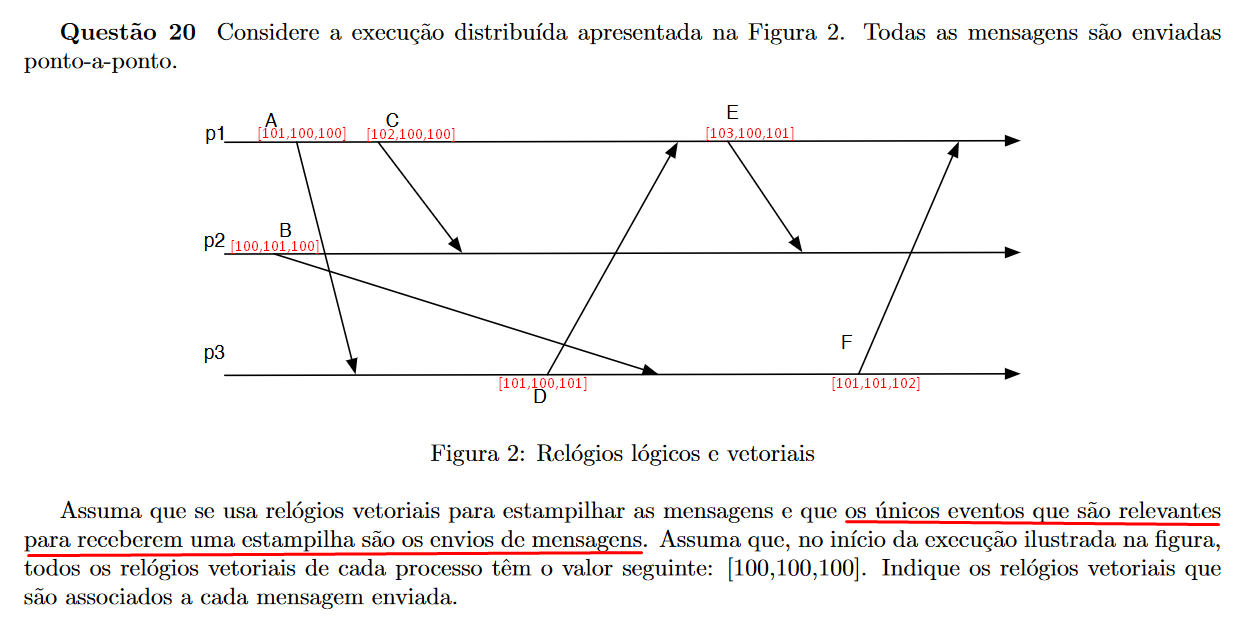 Questão 20 Considere a execução distribuída apresentada na Figura 2. Todas as mensagens são enviadas
ponto-a-ponto.
A
C
E
p1
[101,100,100]
[102,100,100]
[103,100,101]
B
p2
[100,101,100]
F
p3
[101,100,101]
[101,101,102]
D
Figura 2: Relógios lógicos e vetoriais
Assuma que se usa relógios vetoriais para estampilhar as mensagens e que os únicos eventos que são relevantes
para receberem uma estampilha são os envios de mensagens. Assuma que, no início da execução ilustrada na figura,
todos os relógios vetoriais de cada processo têm o valor seguinte: [100,100,100]. Indique os relógios vetoriais que
são associados a cada mensagem enviada.